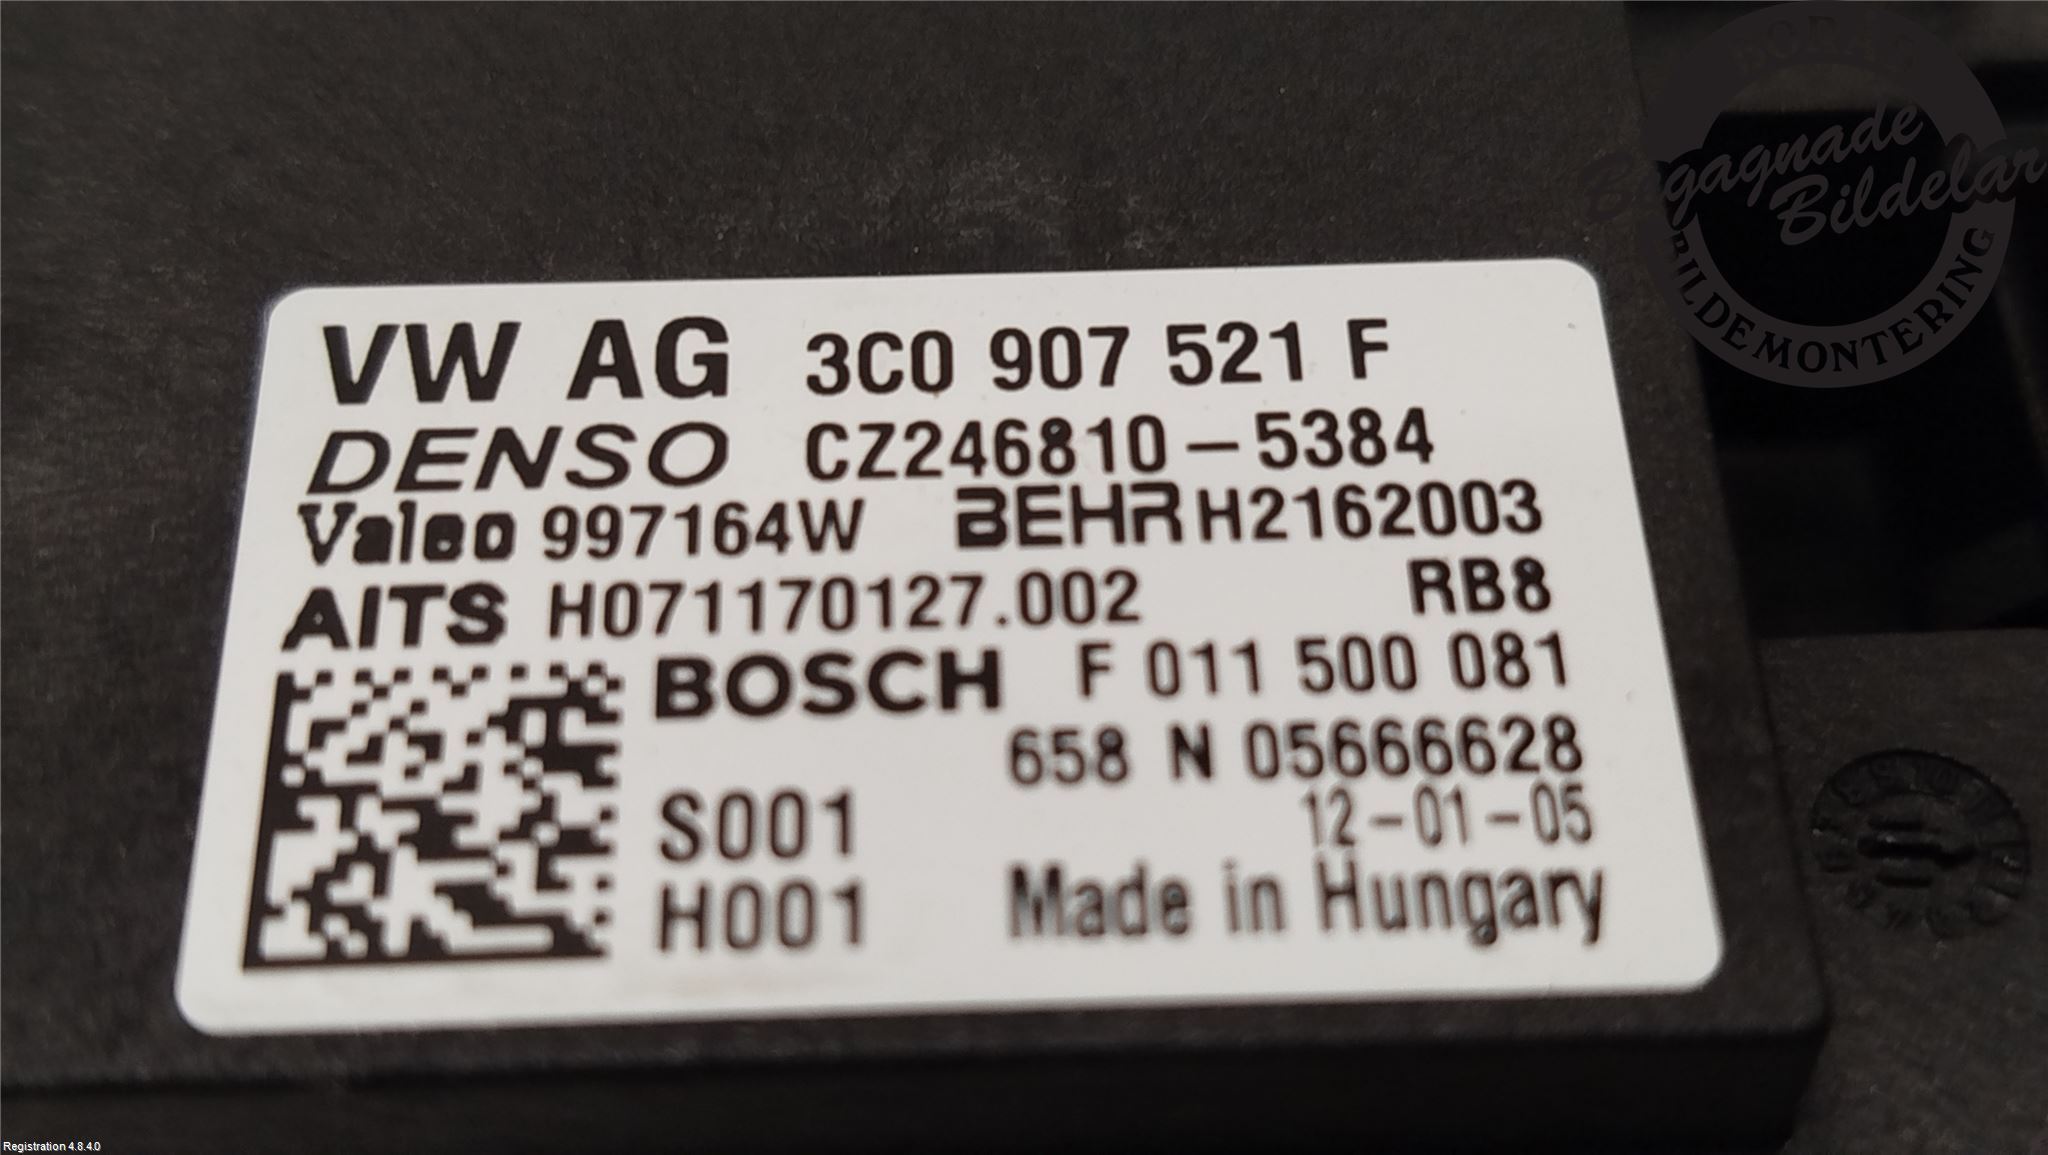 BORÅS
Begagnade
Bildelar
BILDEMONTERING
VW AG 3C0 907 521 F
DENSO CZ246810-5384
Valeo 997164W BEHR H2162003
AITS H071170127.002 RB8
BOSCH F 011 500 081
658 N 05666628
S001 12-01-05
H001 Made in Hungary
Registration 4.8.4.0